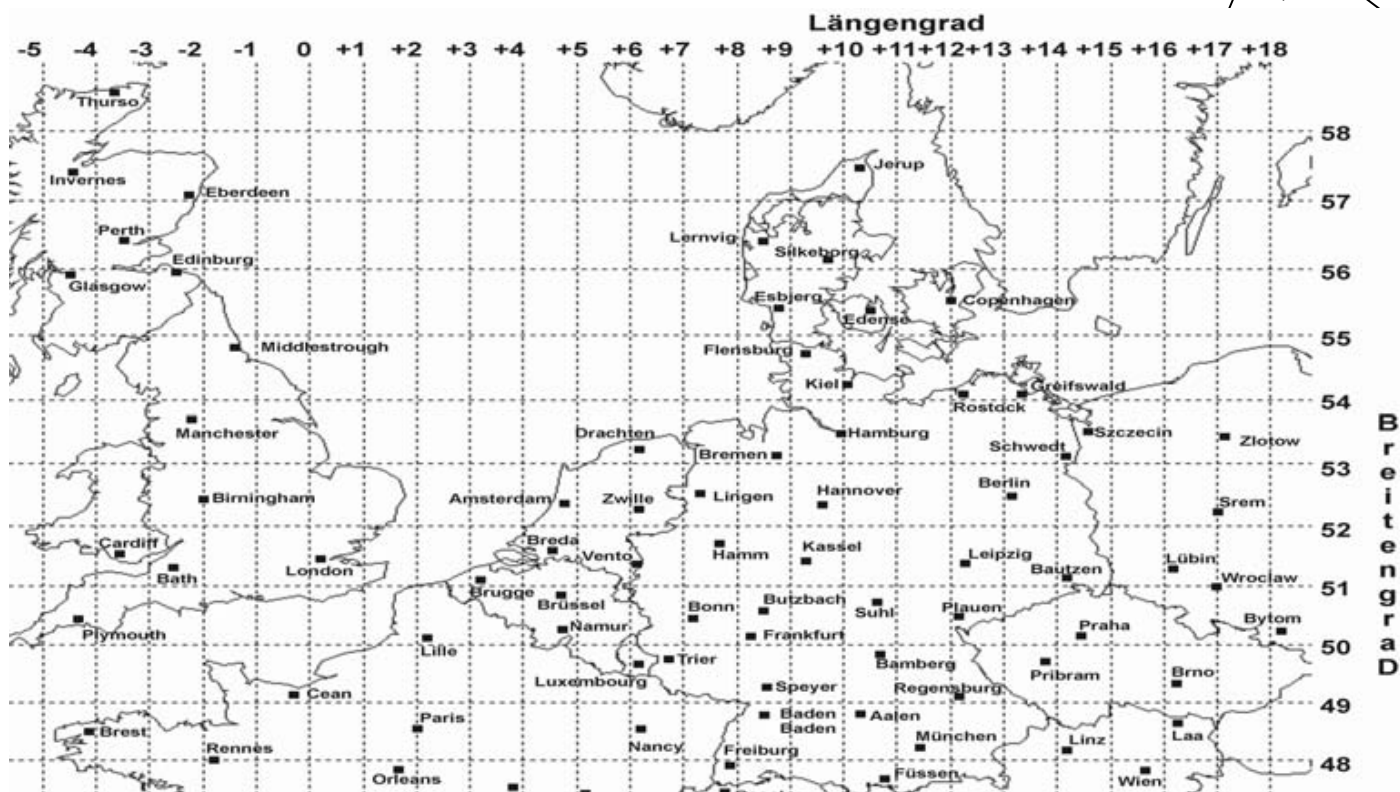 Längengrad
-5 -4 -3 -2 -1 0 +1 +2 +3 +4 +5 +6 +7 +8 +9 +10 +11 +12 +13 +14 +15 +16 +17 +18
Thurso
58
Jerup
Invernes
Eberdeen
57
Perth
Lernvig
Silkeborg
Edinburg
56
Glasgow
Esbjerg
Copenhagen
Edense
55
Middlestrough
Flensburg
Kiel
Greifswald
54
Rostock
Manchester
Drachten
Hamburg
Szczecin
Zlotow
Schwedt
Bremen
53
Birningham
Amsterdam
Zwille
Lingen
Hannover
Berlin
Srem
52
Cardiff
Breda
Vento
Hamm
Kassel
Leipzig
Lübin
London
Bautzen
Bath
51
Wroclaw
Brugge
Brüssel
Bonn
Butzbach
Suhl
Plauen
Plymouth
Namur
Frankfurt
Praha
Bytom
50
Lille
Trier
Bamberg
Luxembourg
Pribram
Brno
Cean
Speyer
Regensburg
49
Paris
Baden
Baden
Aalen
Brest
Rennes
Nancy
Freiburg
München
Linz
Laa
48
Orleans
Füssen
Wien
BreitengraD